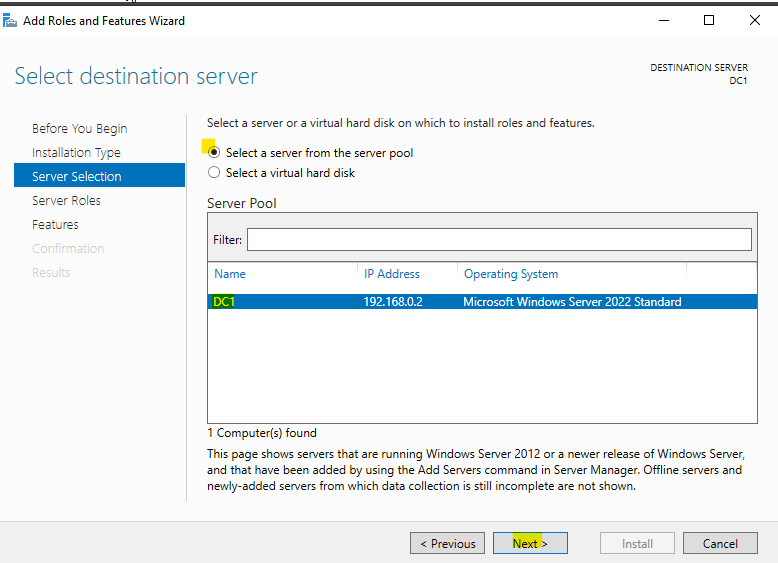 Add Roles and Features Wizard
Select destination server
DESTINATION SERVER
DC1
Before You Begin
Installation Type
Server Selection
Server Roles
Features
Confirmation
Results
Select a server or a virtual hard disk on which to install roles and features.
Select a server from the server pool
Select a virtual hard disk
Server Pool
Filter:
Name IP Address Operating System
DC1 192.168.0.2 Microsoft Windows Server 2022 Standard
1 Computer(s) found
This page shows servers that are running Windows Server 2012 or a newer release of Windows Server,
and that have been added by using the Add Servers command in Server Manager. Offline servers and
newly-added servers from which data collection is still incomplete are not shown.
< Previous Next > Install Cancel